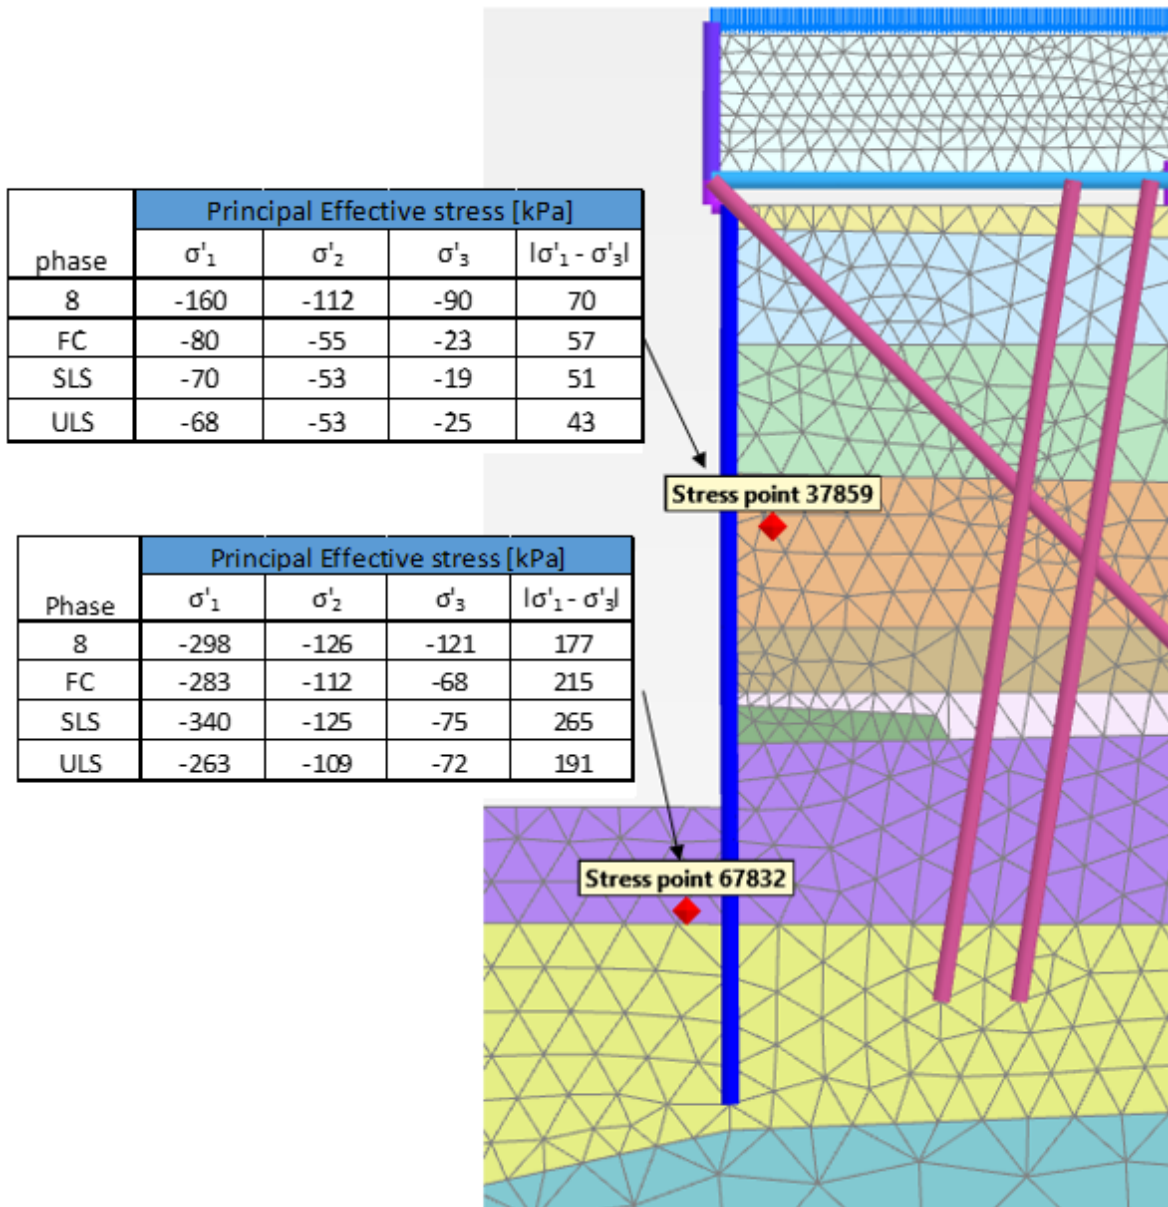 Principal Effective stress [kPa]
phase σ'₁ σ'₂ σ'₃ |σ'₁ - σ'₃|
8 -160 -112 -90 70
FC -80 -55 -23 57
SLS -70 -53 -19 51
ULS -68 -53 -25 43
Stress point 37859
Principal Effective stress [kPa]
Phase σ'₁ σ'₂ σ'₃ |σ'₁ - σ'₃|
8 -298 -126 -121 177
FC -283 -112 -68 215
SLS -340 -125 -75 265
ULS -263 -109 -72 191
Stress point 67832